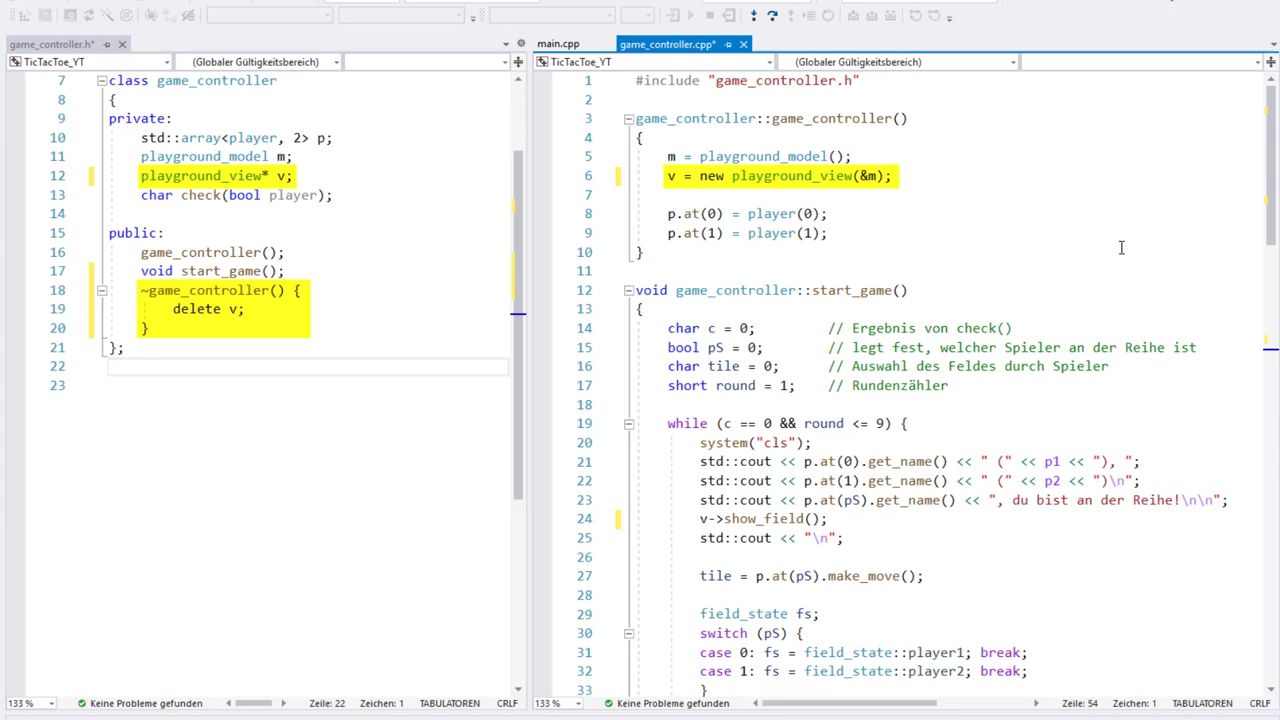 game_controller.h*
TicTacToe_YT
(Globaler Gültigkeitsbereich)
7 class game_controller
8 {
9 private:
10 std::array<player, 2> p;
11 playground_model m;
12 playground_view* v;
13 char check(bool player);
14
15 public:
16 game_controller();
17 void start_game();
18 ~game_controller() {
19 delete v;
20 }
21 };
22
23
133 %
Keine Probleme gefunden
Zeile: 22
Zeichen: 1
TABULATOREN
CRLF
main.cpp
game_controller.cpp*
TicTacToe_YT
(Globaler Gültigkeitsbereich)
1 #include "game_controller.h"
2
3 game_controller::game_controller()
4 {
5 m = playground_model();
6 v = new playground_view(&m);
7
8 p.at(0) = player(0);
9 p.at(1) = player(1);
10 }
11
12 void game_controller::start_game()
13 {
14 char c = 0; // Ergebnis von check()
15 bool pS = 0; // legt fest, welcher Spieler an der Reihe ist
16 char tile = 0; // Auswahl des Feldes durch Spieler
17 short round = 1; // Rundenzähler
18
19 while (c == 0 && round <= 9) {
20 system("cls");
21 std::cout << p.at(0).get_name() << " (" << p1 << "), ";
22 std::cout << p.at(1).get_name() << " (" << p2 << ")\n";
23 std::cout << p.at(pS).get_name() << ", du bist an der Reihe!\n\n";
24 v->show_field();
25 std::cout << "\n";
26
27 tile = p.at(pS).make_move();
28
29 field_state fs;
30 switch (pS) {
31 case 0: fs = field_state::player1; break;
32 case 1: fs = field_state::player2; break;
33 }
133 %
Keine Probleme gefunden
Zeile: 54
Zeichen: 1
TABULATOREN
CRLF